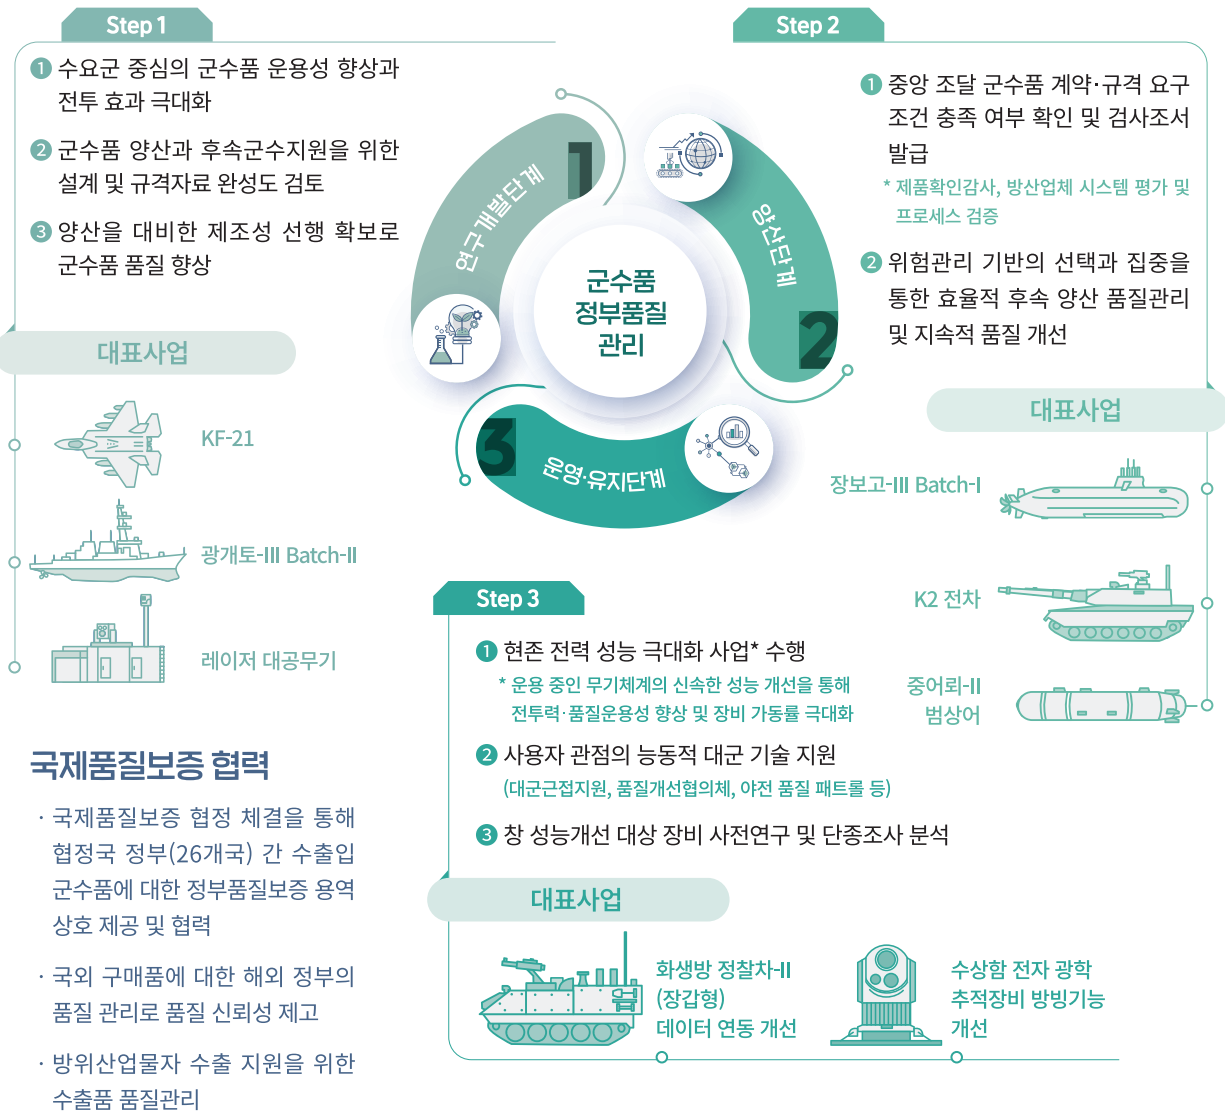 Step 1
1 수요군 중심의 군수품 운용성 향상과
전투 효과 극대화
2 군수품 양산과 후속군수지원을 위한
설계 및 규격자료 완성도 검토
3 양산을 대비한 제조성 선행 확보로
군수품 품질 향상
대표사업
KF-21
광개토-III Batch-II
레이저 대공무기
1
연구개발단계
양산단계
2
3
운영·유지단계
군수품
정부품질
관리
Step 2
1 중앙 조달 군수품 계약·규격 요구
조건 충족 여부 확인 및 검사조서
발급
* 제품확인감사, 방산업체 시스템 평가 및
프로세스 검증
2 위험관리 기반의 선택과 집중을
통한 효율적 후속 양산 품질관리
및 지속적 품질 개선
대표사업
장보고-III Batch-I
K2 전차
중어뢰-II
범상어
Step 3
1 현존 전력 성능 극대화 사업* 수행
* 운용 중인 무기체계의 신속한 성능 개선을 통해
전투력·품질운용성 향상 및 장비 가동률 극대화
2 사용자 관점의 능동적 대군 기술 지원
(대군근접지원, 품질개선협의체, 야전 품질 패트롤 등)
3 창 성능개선 대상 장비 사전연구 및 단종조사 분석
대표사업
화생방 정찰차-II
(장갑형)
데이터 연동 개선
수상함 전자 광학
추적장비 방빙기능
개선
국제품질보증 협력
· 국제품질보증 협정 체결을 통해
협정국 정부(26개국) 간 수출입
군수품에 대한 정부품질보증 용역
상호 제공 및 협력
· 국외 구매품에 대한 해외 정부의
품질 관리로 품질 신뢰성 제고
· 방위산업물자 수출 지원을 위한
수출품 품질관리